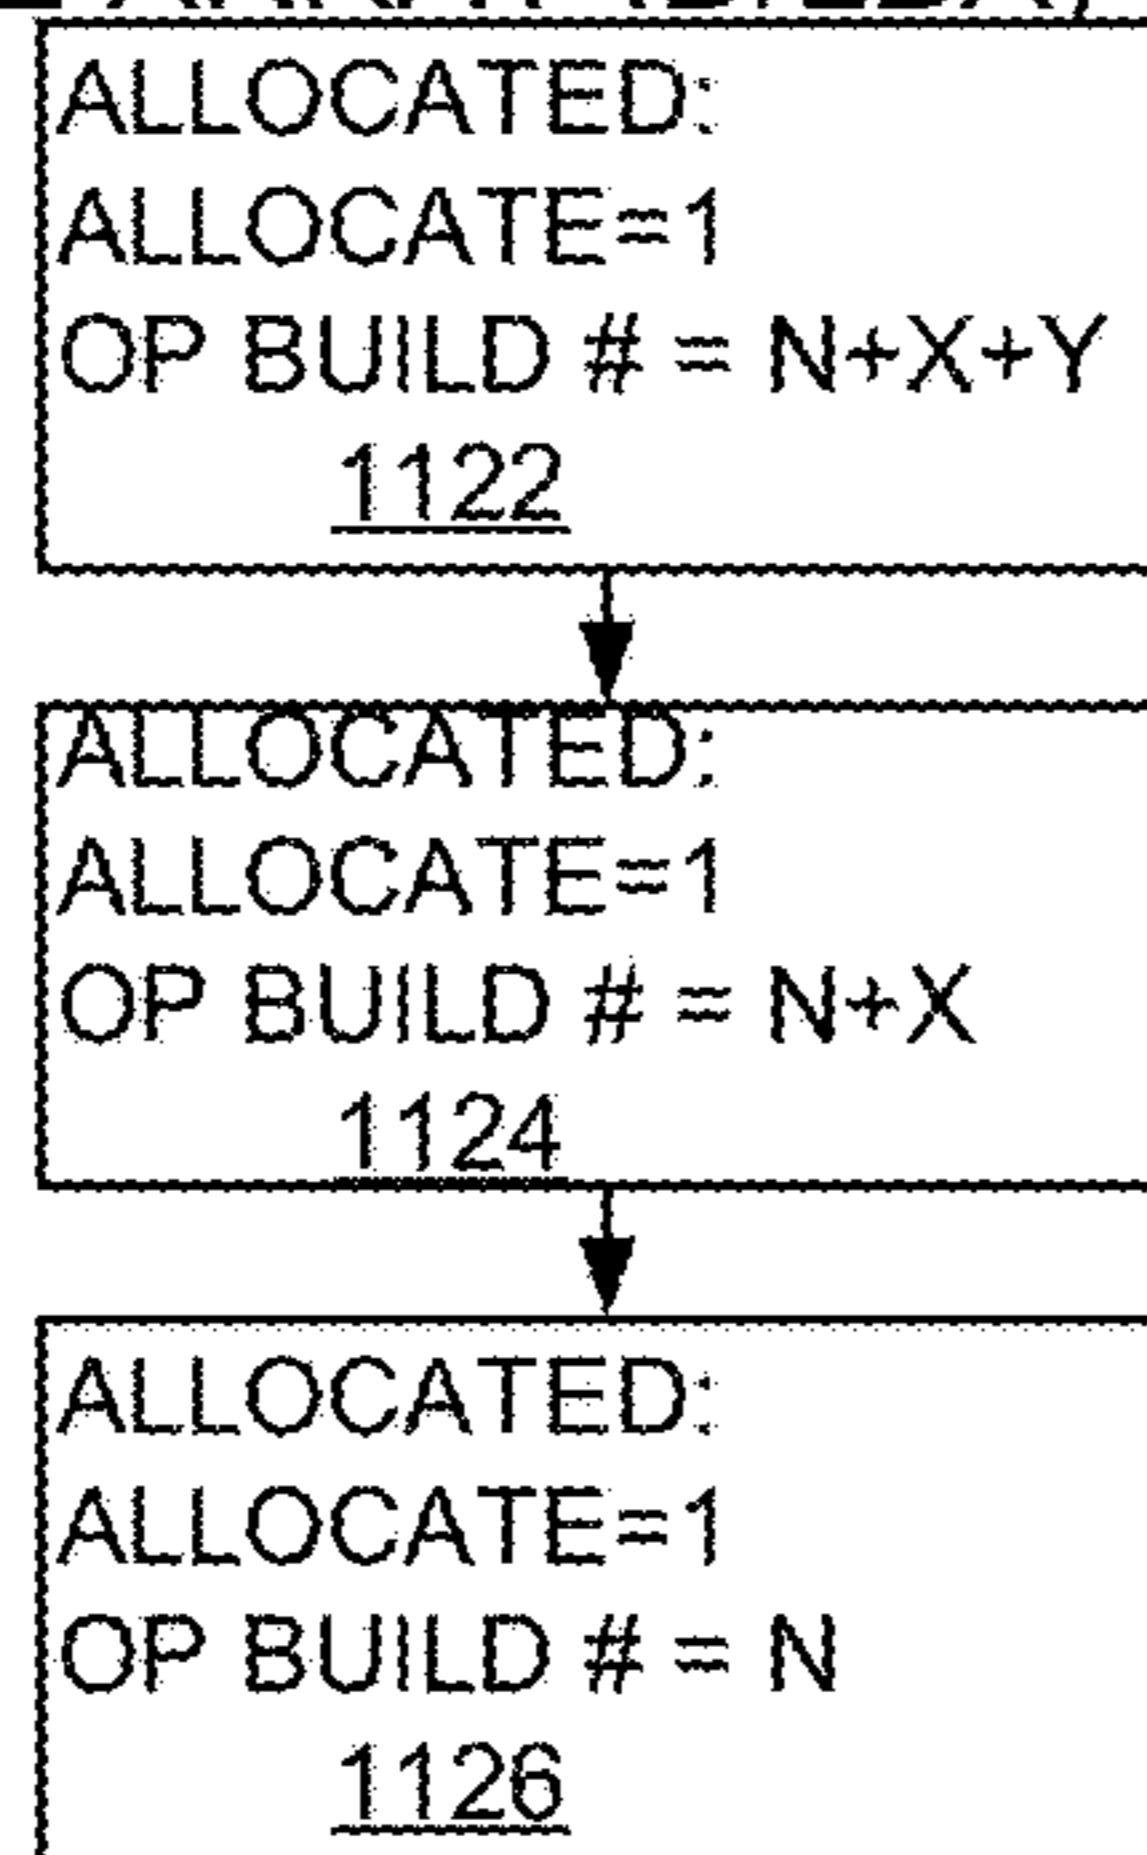 ALLOCATED:
ALLOCATE=1
OP BUILD # = N+X+Y
1122
ALLOCATED:
ALLOCATE=1
OP BUILD # = N+X
1124
ALLOCATED:
ALLOCATE=1
OP BUILD # = N
1126